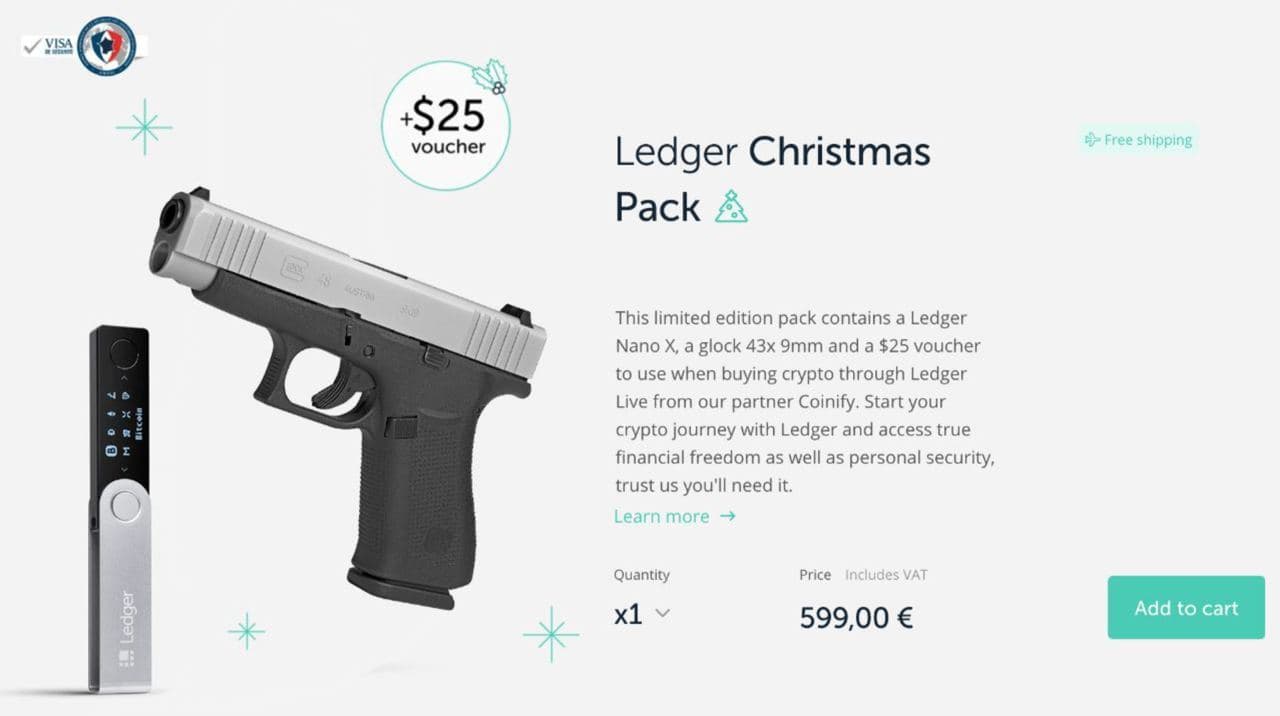 VISA
+$25
voucher
Ledger Christmas
Pack
Free shipping
This limited edition pack contains a Ledger
Nano X, a glock 43x 9mm and a $25 voucher
to use when buying crypto through Ledger
Live from our partner Coinify. Start your
crypto journey with Ledger and access true
financial freedom as well as personal security,
trust us you'll need it.
Learn more →
Quantity
Price Includes VAT
x1
599,00 €
Add to cart
Bitcoin
Ledger
GLOCK
48
AUSTRIA